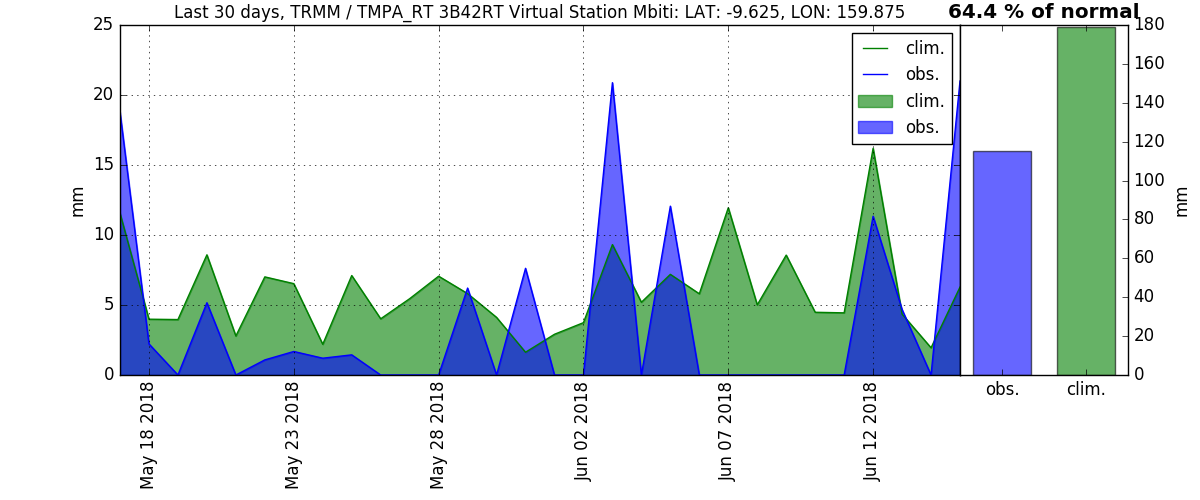 Last 30 days, TRMM / TMPA_RT 3B42RT Virtual Station Mbiti: LAT: -9.625, LON: 159.875
64.4 % of normal
25
20
15
10
5
0
mm
clim.
obs.
clim.
obs.
May 18 2018
May 23 2018
May 28 2018
Jun 02 2018
Jun 07 2018
Jun 12 2018
180
160
140
120
100
80
60
40
20
0
mm
obs.
clim.